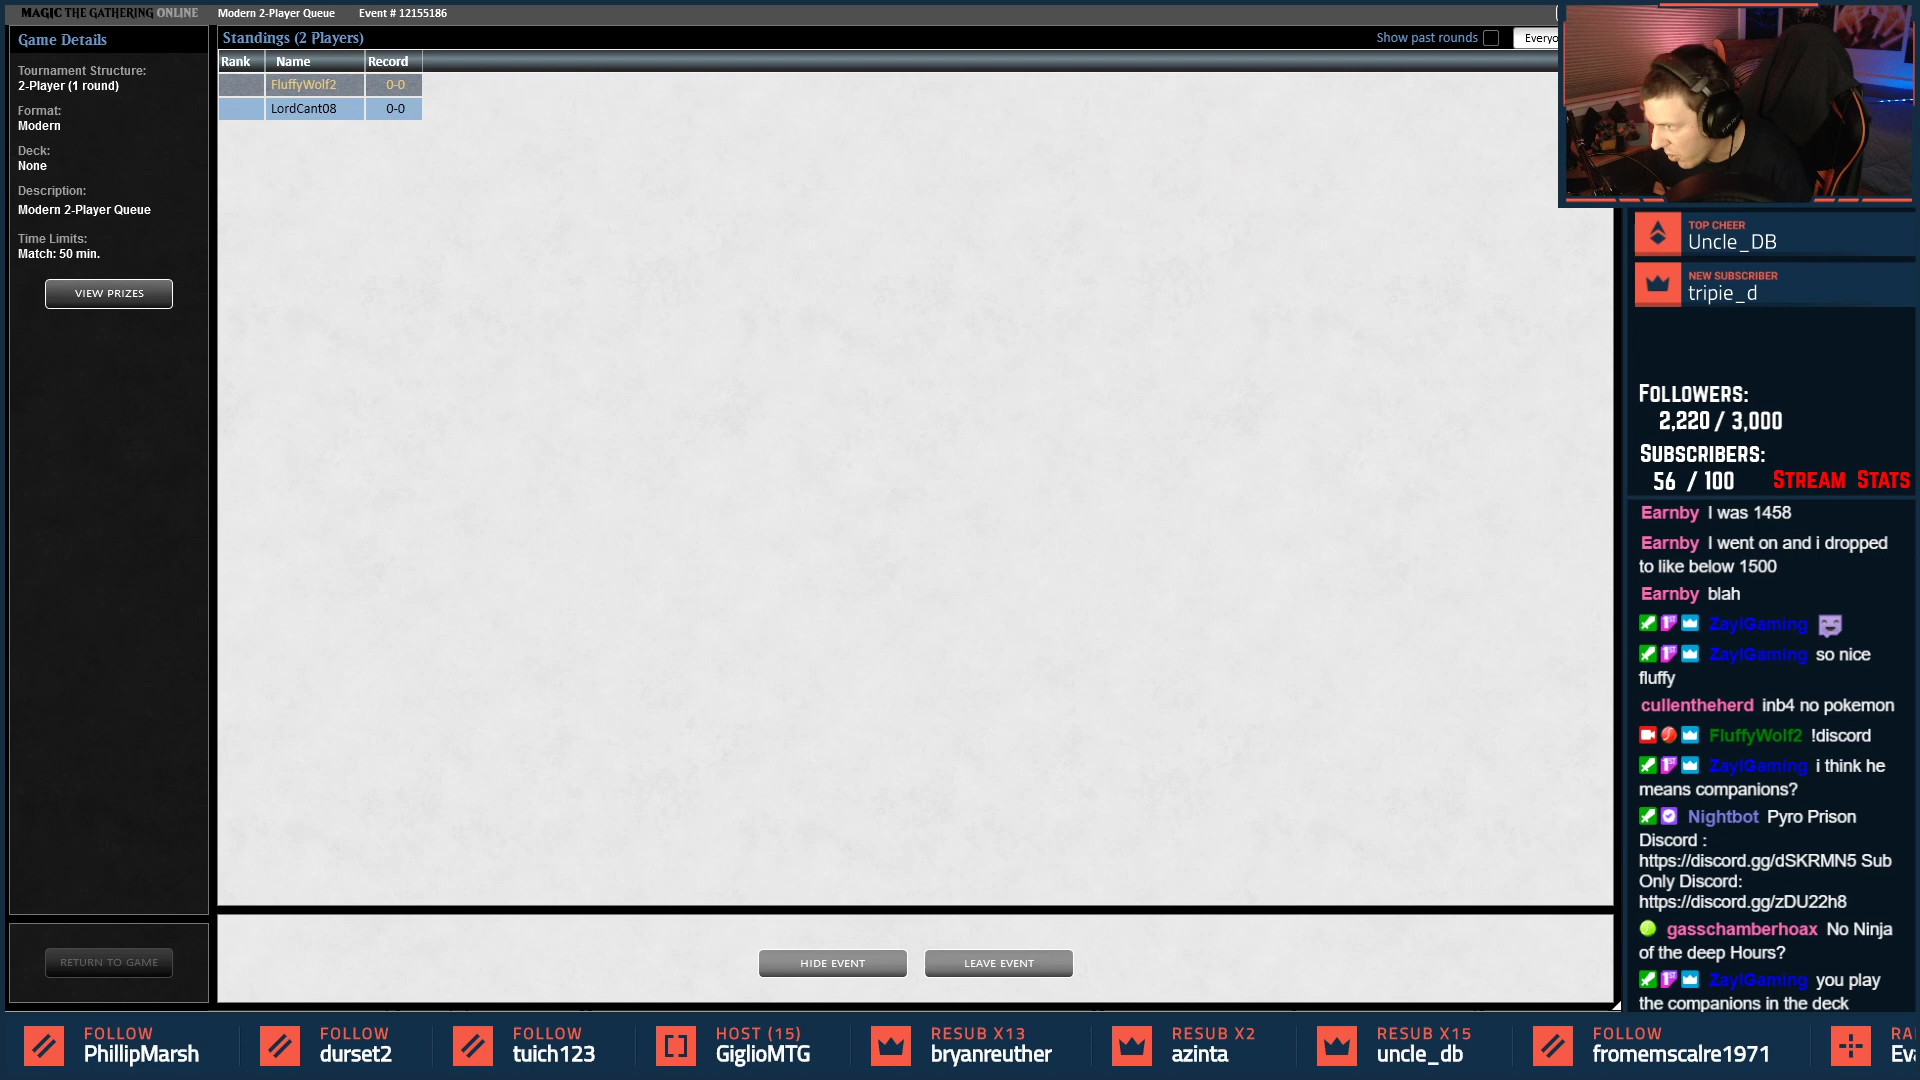 MAGIC THE GATHERING ONLINE
Modern 2-Player Queue
Event # 12155186
Game Details
Tournament Structure:
2-Player (1 round)
Format:
Modern
Deck:
None
Description:
Modern 2-Player Queue
Time Limits:
Match: 50 min.
VIEW PRIZES
RETURN TO GAME
Standings (2 Players)
Show past rounds
Everyo
Rank Name Record
FluffyWolf2 0-0
LordCant08 0-0
HIDE EVENT
LEAVE EVENT
TOP CHEER
Uncle_DB
NEW SUBSCRIBER
tripie_d
FOLLOWERS:
2,220 / 3,000
SUBSCRIBERS:
56 / 100
STREAM STATS
Earnby I was 1458
Earnby I went on and i dropped
to like below 1500
Earnby blah
ZaylGaming
ZaylGaming so nice
fluffy
cullentheherd inb4 no pokemon
FluffyWolf2 !discord
ZaylGaming i think he
means companions?
Nightbot Pyro Prison
Discord :
https://discord.gg/dSKRMN5 Sub
Only Discord:
https://discord.gg/zDU22h8
gasschamberhoax No Ninja
of the deep Hours?
ZaylGaming you play
the companions in the deck
FOLLOW
PhillipMarsh
FOLLOW
durset2
FOLLOW
tuich123
HOST (15)
GiglioMTG
RESUB X13
bryanreuther
RESUB X2
azinta
RESUB X15
uncle_db
FOLLOW
fromemscalre1971
RA
Ev